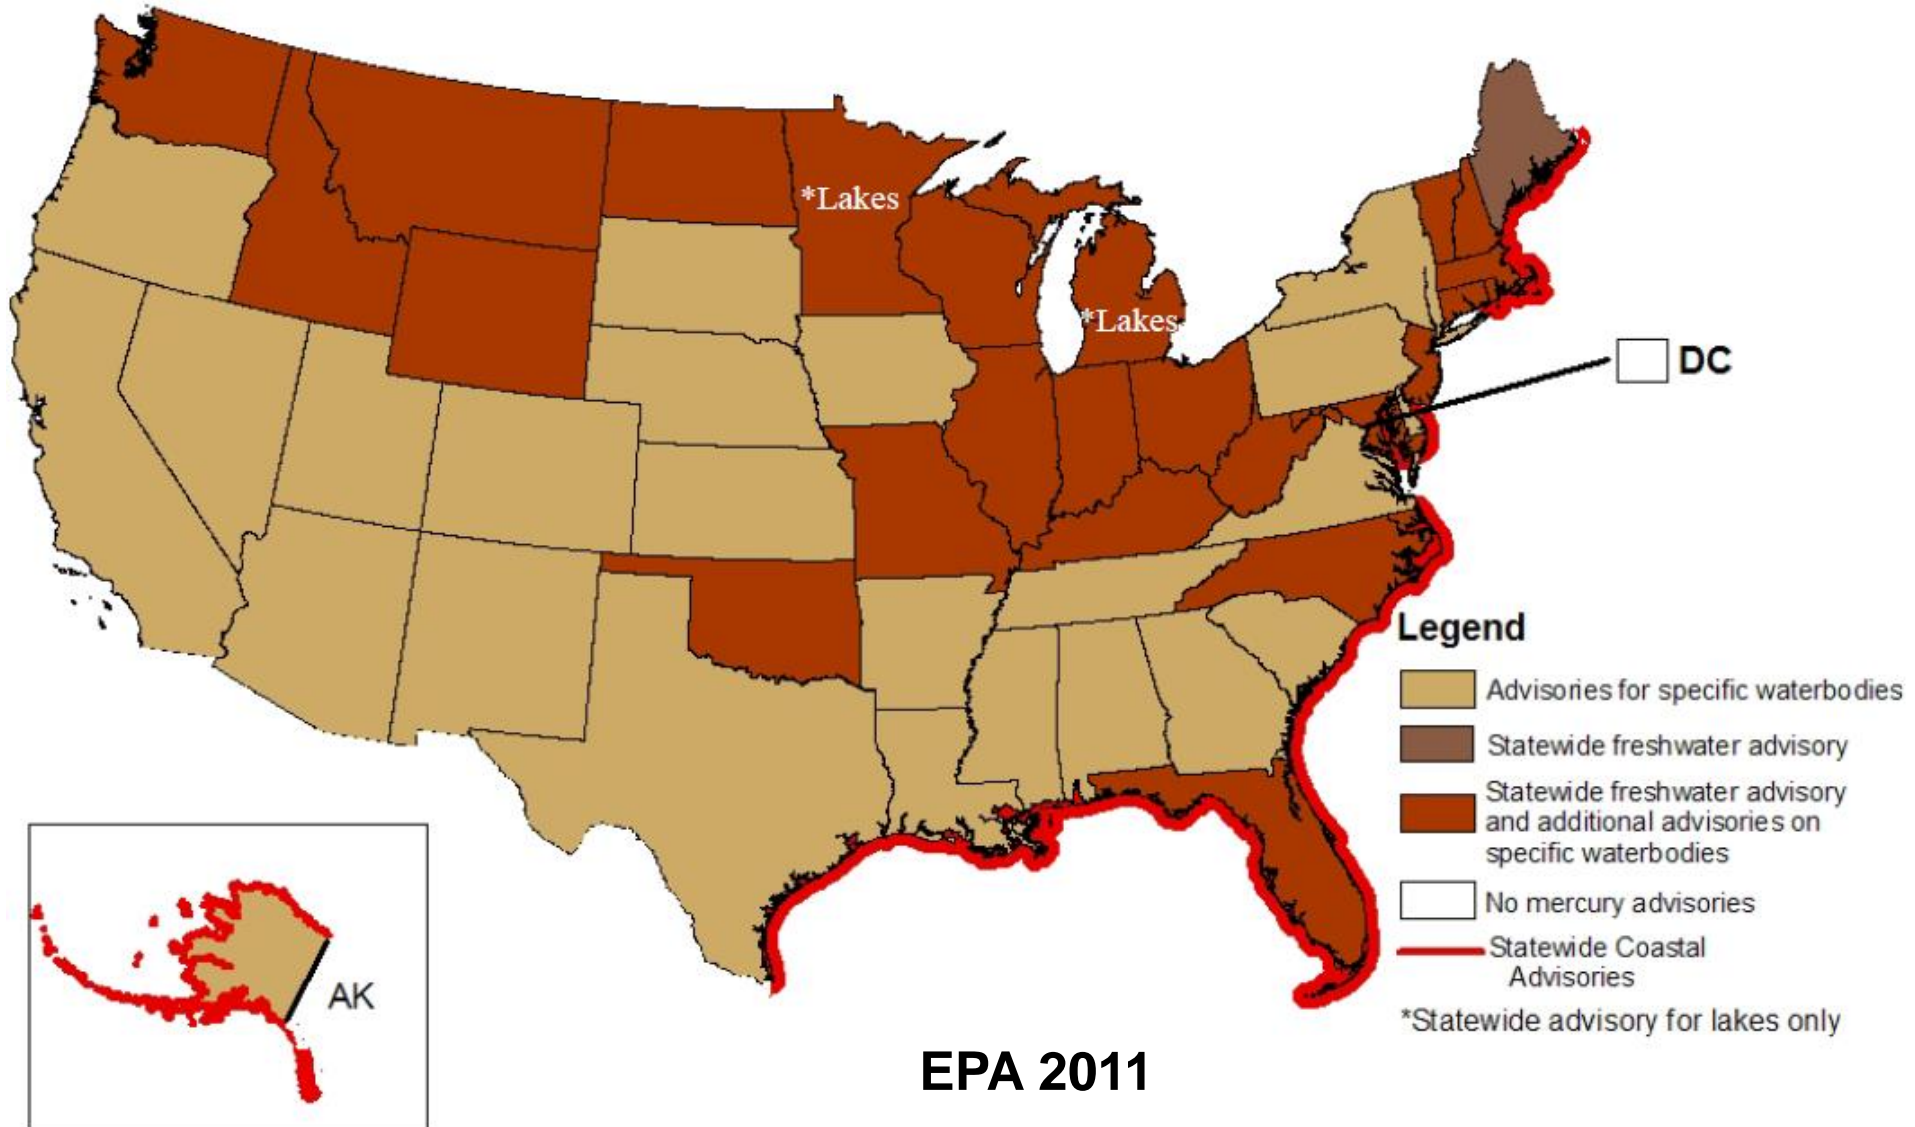 *Lakes
*Lakes
DC
Legend
Advisories for specific waterbodies
Statewide freshwater advisory
Statewide freshwater advisory
and additional advisories on
specific waterbodies
No mercury advisories
Statewide Coastal
Advisories
*Statewide advisory for lakes only
AK
EPA 2011